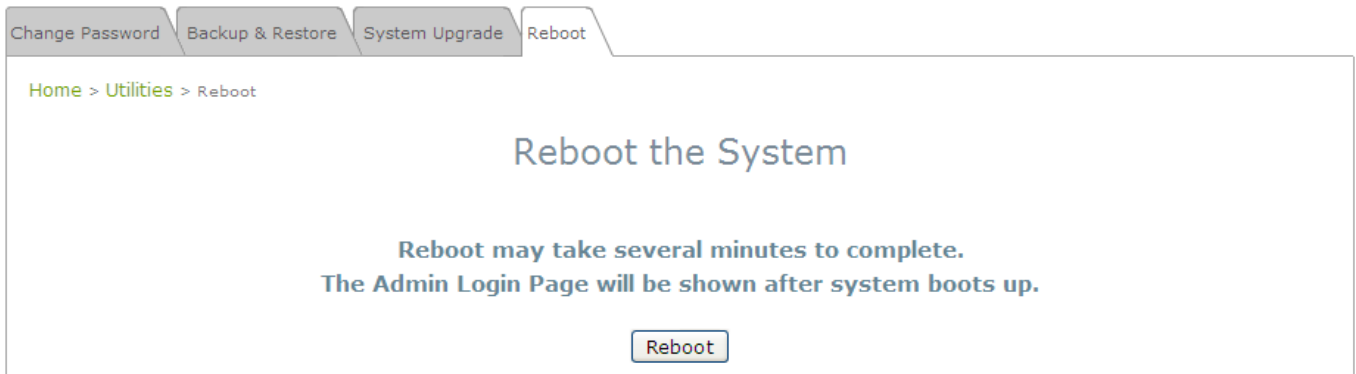 Change Password Backup & Restore System Upgrade Reboot
Home > Utilities > Reboot
Reboot the System
Reboot may take several minutes to complete.
The Admin Login Page will be shown after system boots up.
Reboot